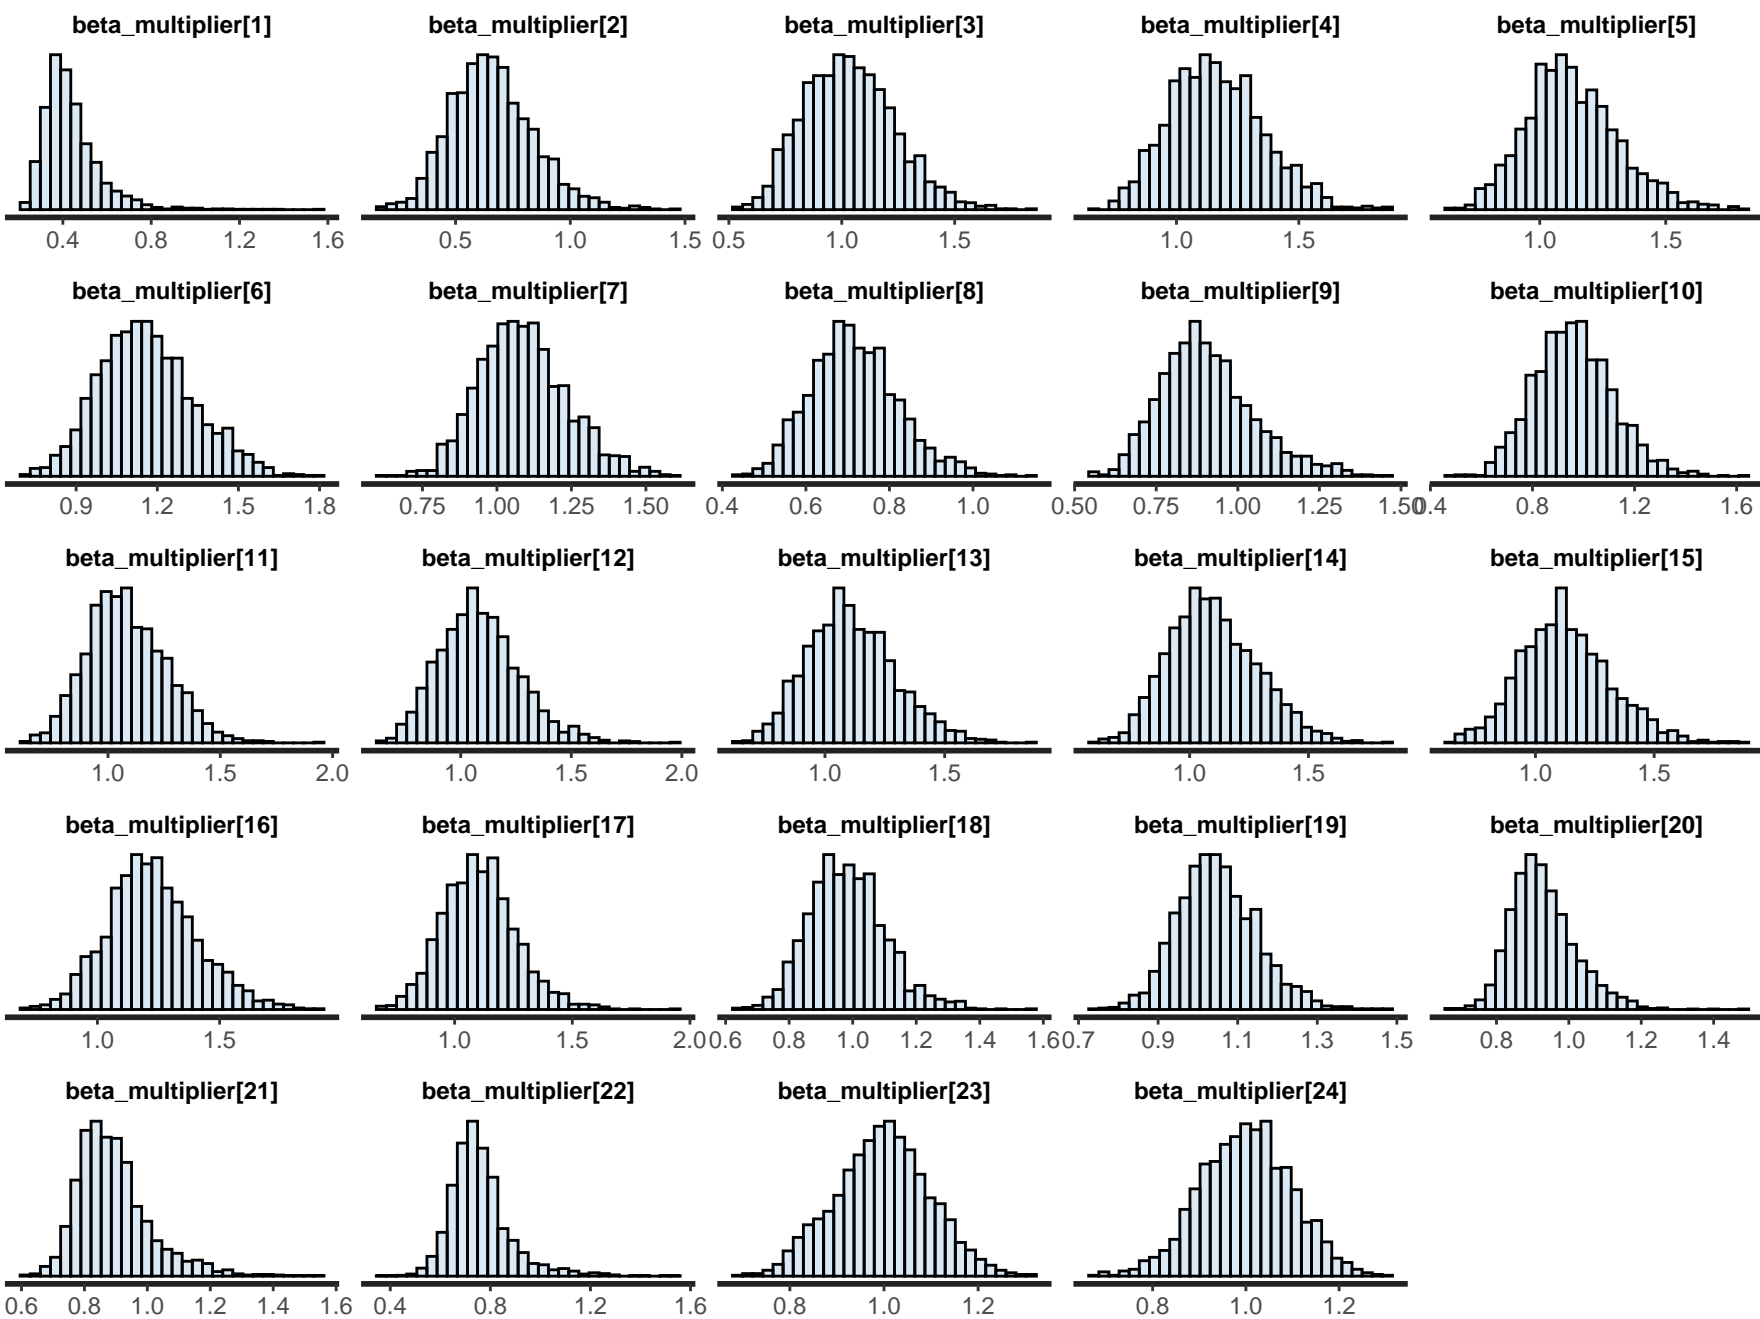 beta_multiplier[1] beta_multiplier[2] beta_multiplier[3] beta_multiplier[4] beta_multiplier[5]
0.4 0.8 1.2 1.6 0.5 1.0 1.5 0.5 1.0 1.5 1.0 1.5 1.0 1.5
beta_multiplier[6] beta_multiplier[7] beta_multiplier[8] beta_multiplier[9] beta_multiplier[10]
0.9 1.2 1.5 1.8 0.75 1.00 1.25 1.50 0.4 0.6 0.8 1.0 0.50 0.75 1.00 1.25 1.50 0.4 0.8 1.2 1.6
beta_multiplier[11] beta_multiplier[12] beta_multiplier[13] beta_multiplier[14] beta_multiplier[15]
1.0 1.5 2.0 1.0 1.5 2.0 1.0 1.5 1.0 1.5 1.0 1.5
beta_multiplier[16] beta_multiplier[17] beta_multiplier[18] beta_multiplier[19] beta_multiplier[20]
1.0 1.5 1.0 1.5 2.0 0.6 0.8 1.0 1.2 1.4 1.6 0.7 0.9 1.1 1.3 1.5 0.8 1.0 1.2 1.4
beta_multiplier[21] beta_multiplier[22] beta_multiplier[23] beta_multiplier[24]
0.6 0.8 1.0 1.2 1.4 1.6 0.4 0.8 1.2 1.6 0.8 1.0 1.2 0.8 1.0 1.2